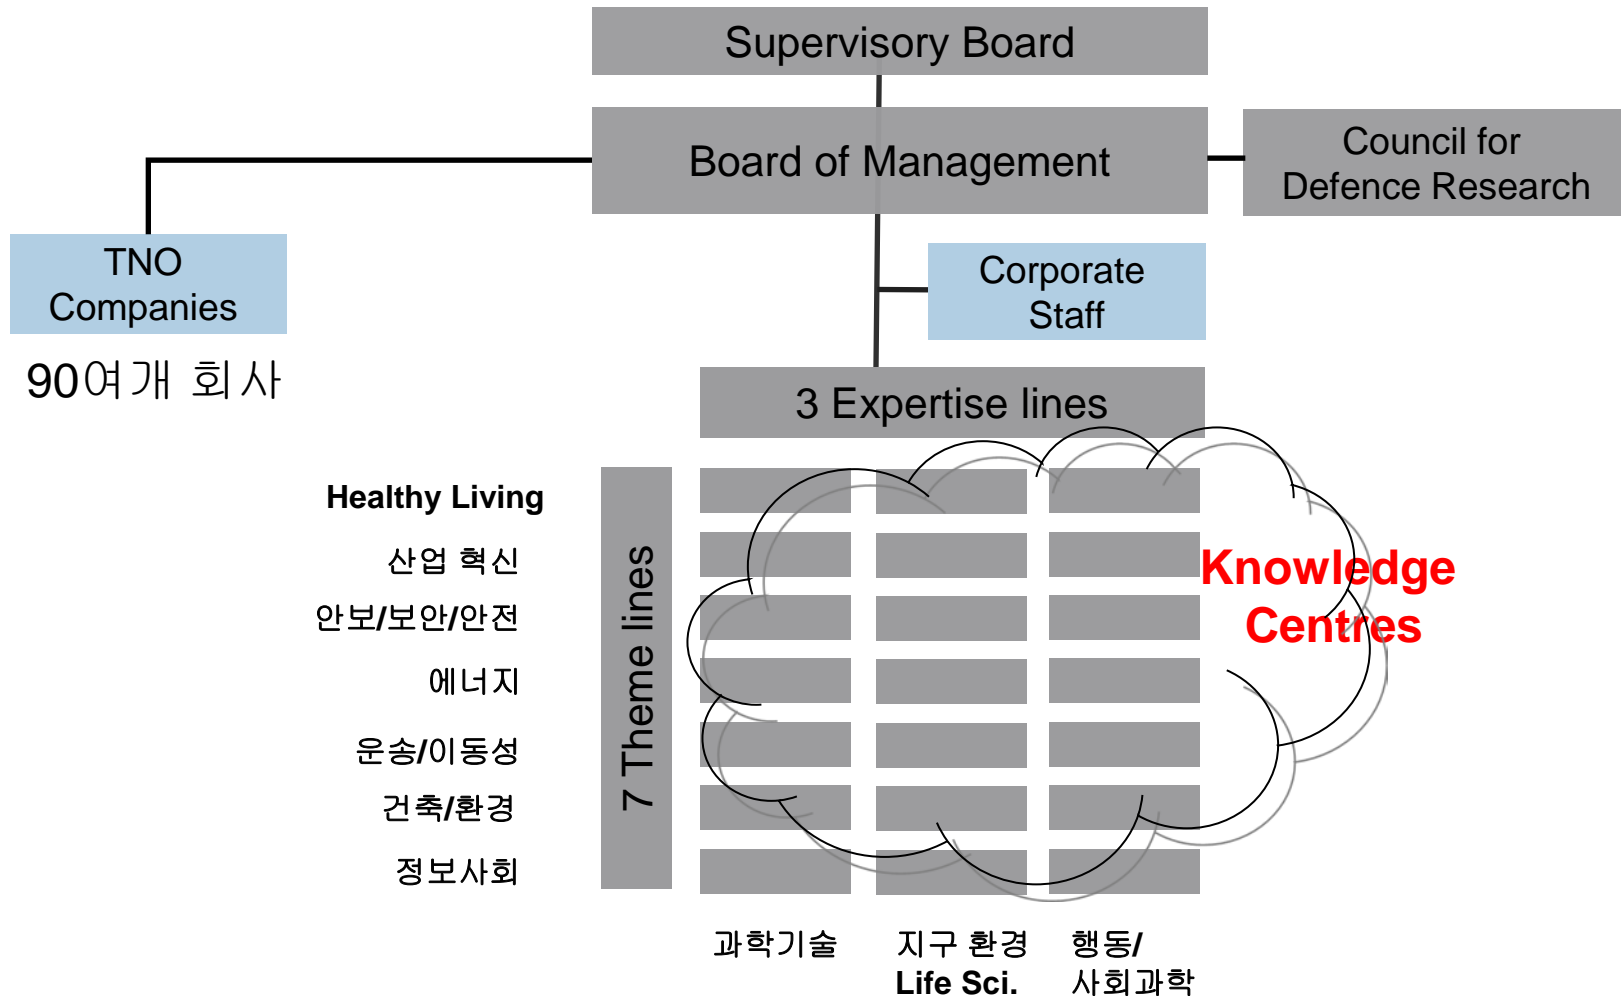 Supervisory Board
Board of Management
Council for
Defence Research
TNO
Companies
90여개 회사
Corporate
Staff
3 Expertise lines
7 Theme lines
Healthy Living
산업 혁신
안보/보안/안전
에너지
운송/이동성
건축/환경
정보사회
Knowledge
Centres
과학기술
지구 환경
Life Sci.
행동/
사회과학